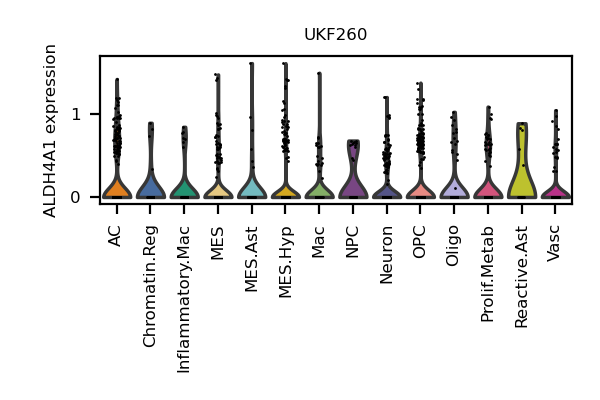 UKF260
ALDH4A1 expression
1
0
AC
Chromatin.Reg
Inflammatory.Mac
MES
MES.Ast
MES.Hyp
Mac
NPC
Neuron
OPC
Oligo
Prolif.Metab
Reactive.Ast
Vasc